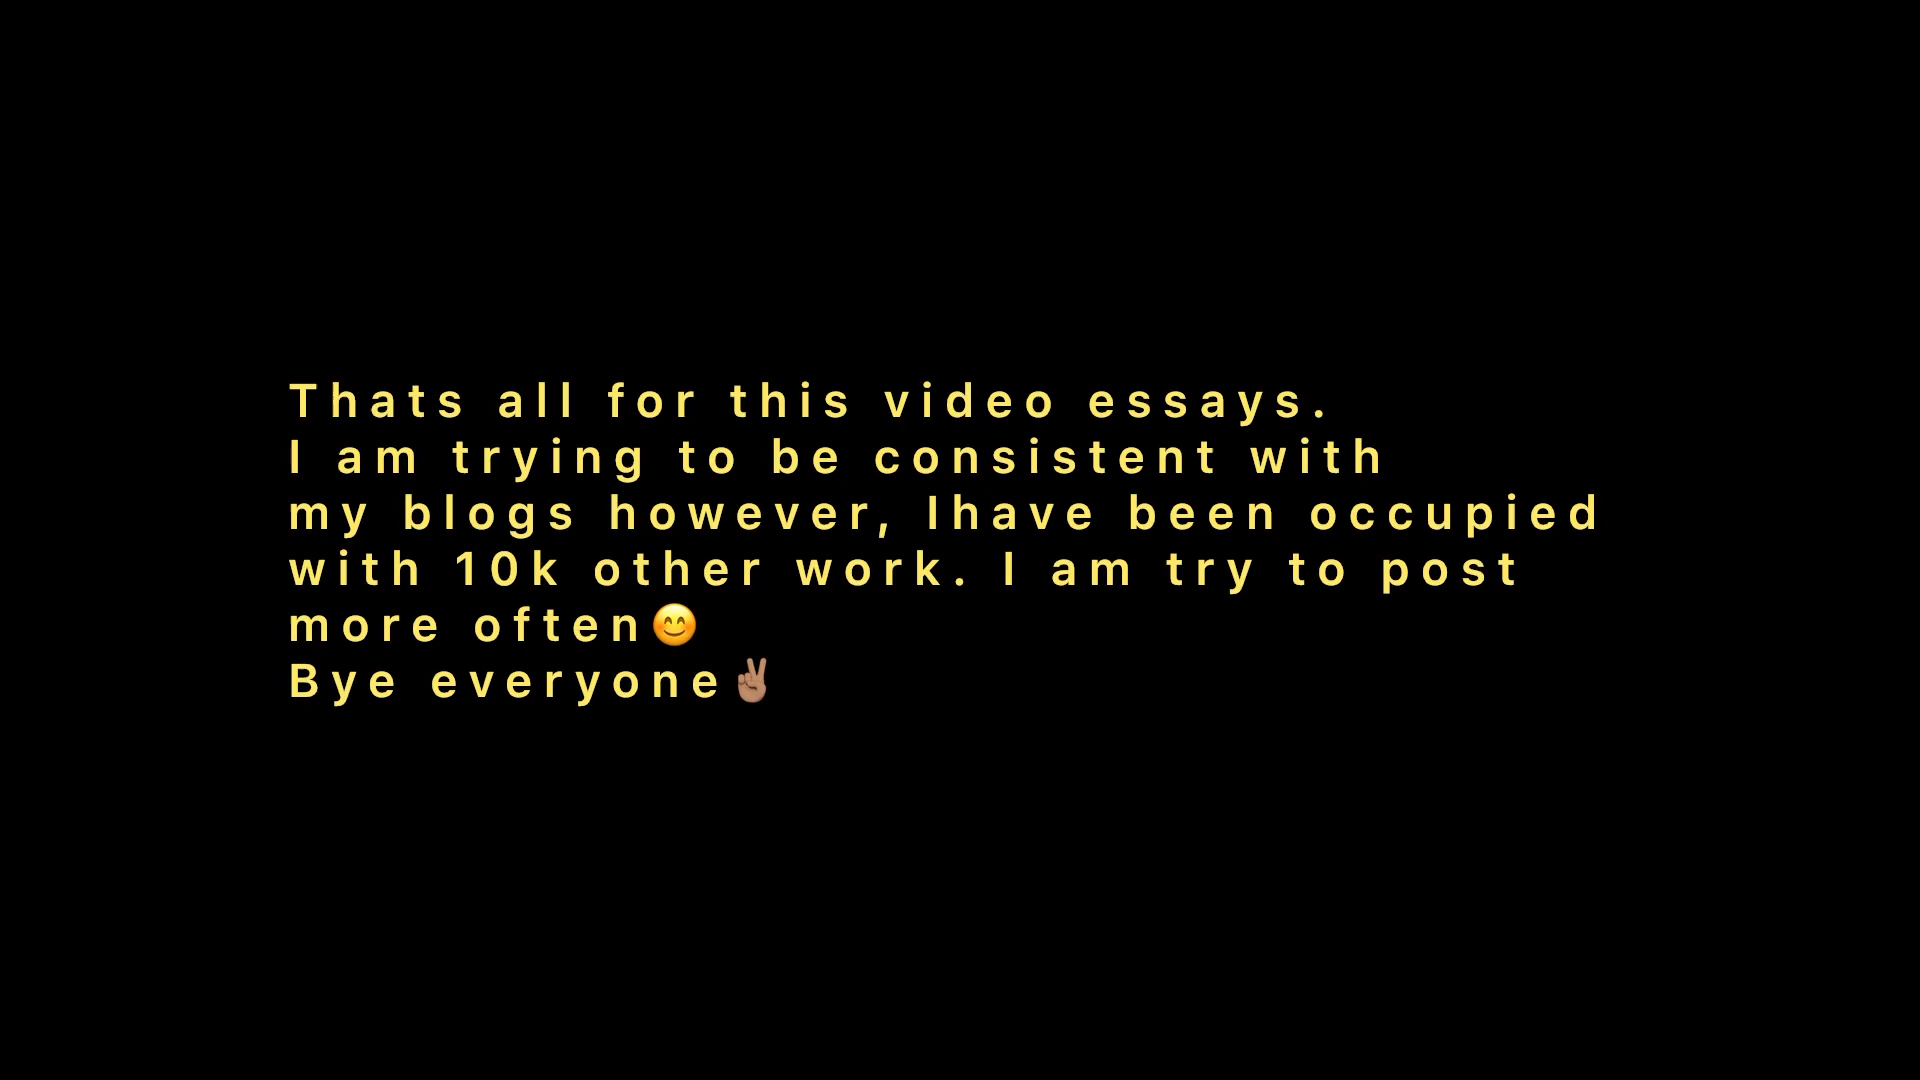 Thats all for this video essays.
I am trying to be consistent with
my blogs however, Ihave been occupied
with 10k other work. I am try to post
more often😊
Bye everyone✌🏽